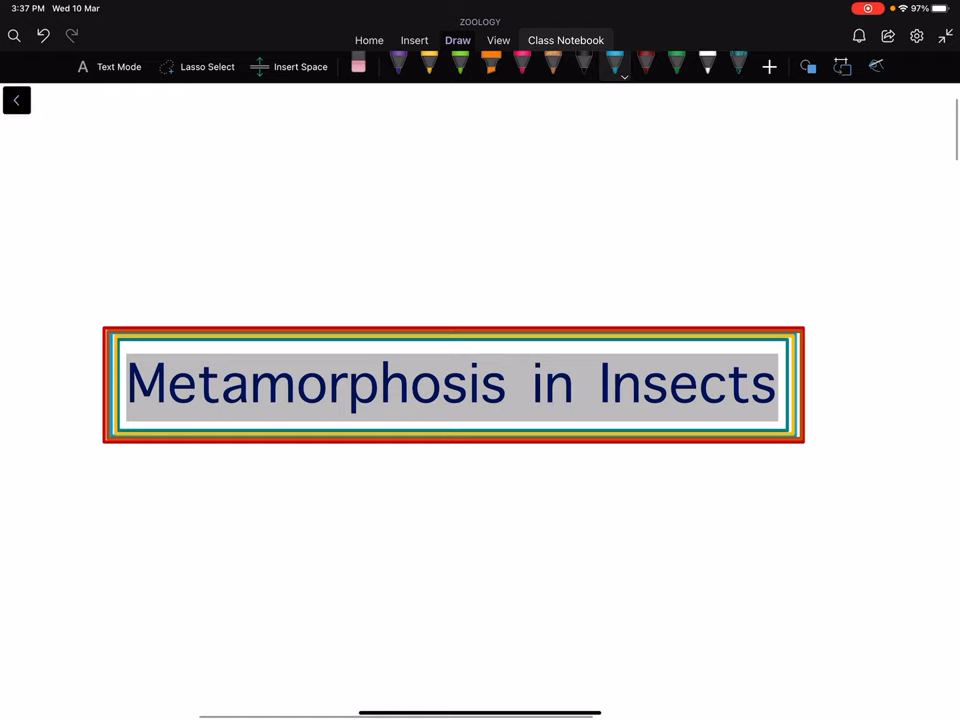 3:37 PM Wed 10 Mar
97%
ZOOLOGY
Home Insert Draw View Class Notebook
A Text Mode Lasso Select Insert Space
Metamorphosis in Insects